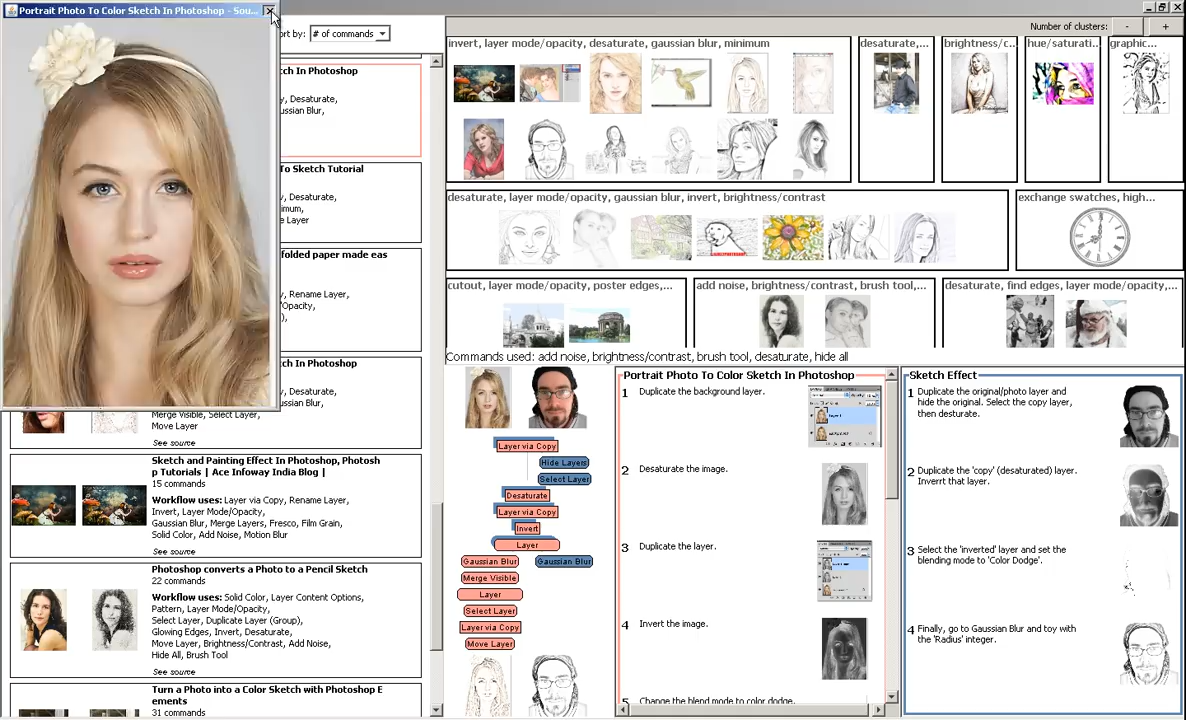 Portrait Photo To Color Sketch In Photoshop - Sou...
ort by: # of commands
Number of clusters: - +
tch In Photoshop
y, Desaturate,
ussian Blur,
To Sketch Tutorial
, Desaturate,
imum,
e Layer
folded paper made eas
r, Rename Layer,
/Opacity,
),
tch In Photoshop
y, Desaturate,
ussian Blur,
Merge Visible, Select Layer,
Move Layer
See source
Sketch and Painting Effect In Photoshop, Photosh
p Tutorials | Ace Infoway India Blog |
15 commands
Workflow uses: Layer via Copy, Rename Layer,
Invert, Layer Mode/Opacity,
Gaussian Blur, Merge Layers, Fresco, Film Grain,
Solid Color, Add Noise, Motion Blur
See source
Photoshop converts a Photo to a Pencil Sketch
22 commands
Workflow uses: Solid Color, Layer Content Options,
Pattern, Layer Mode/Opacity,
Select Layer, Duplicate Layer (Group),
Glowing Edges, Invert, Desaturate,
Move Layer, Brightness/Contrast, Add Noise,
Hide All, Brush Tool
See source
Turn a Photo into a Color Sketch with Photoshop E
ements
31 commands
invert, layer mode/opacity, desaturate, gaussian blur, minimum
desaturate,...
brightness/c...
hue/saturati...
graphic...
desaturate, layer mode/opacity, gaussian blur, invert, brightness/contrast
exchange swatches, high...
cutout, layer mode/opacity, poster edges,...
add noise, brightness/contrast, brush tool,...
desaturate, find edges, layer mode/opacity,...
Commands used: add noise, brightness/contrast, brush tool, desaturate, hide all
Layer via Copy
Hide Layers
Select Layer
Desaturate
Layer via Copy
Invert
Layer
Gaussian Blur
Gaussian Blur
Merge Visible
Layer
Select Layer
Layer via Copy
Move Layer
Portrait Photo To Color Sketch In Photoshop
1 Duplicate the background layer.
2 Desaturate the image.
3 Duplicate the layer.
4 Invert the image.
5 Change the blend mode to color dodge.
Sketch Effect
1 Duplicate the original/photo layer and
hide the original. Select the copy layer,
then desturate.
2 Duplicate the 'copy' (desaturated) layer.
Invert that layer.
3 Select the 'inverted' layer and set the
blending mode to 'Color Dodge'.
4 Finally, go to Gaussian Blur and toy with
the 'Radius' integer.